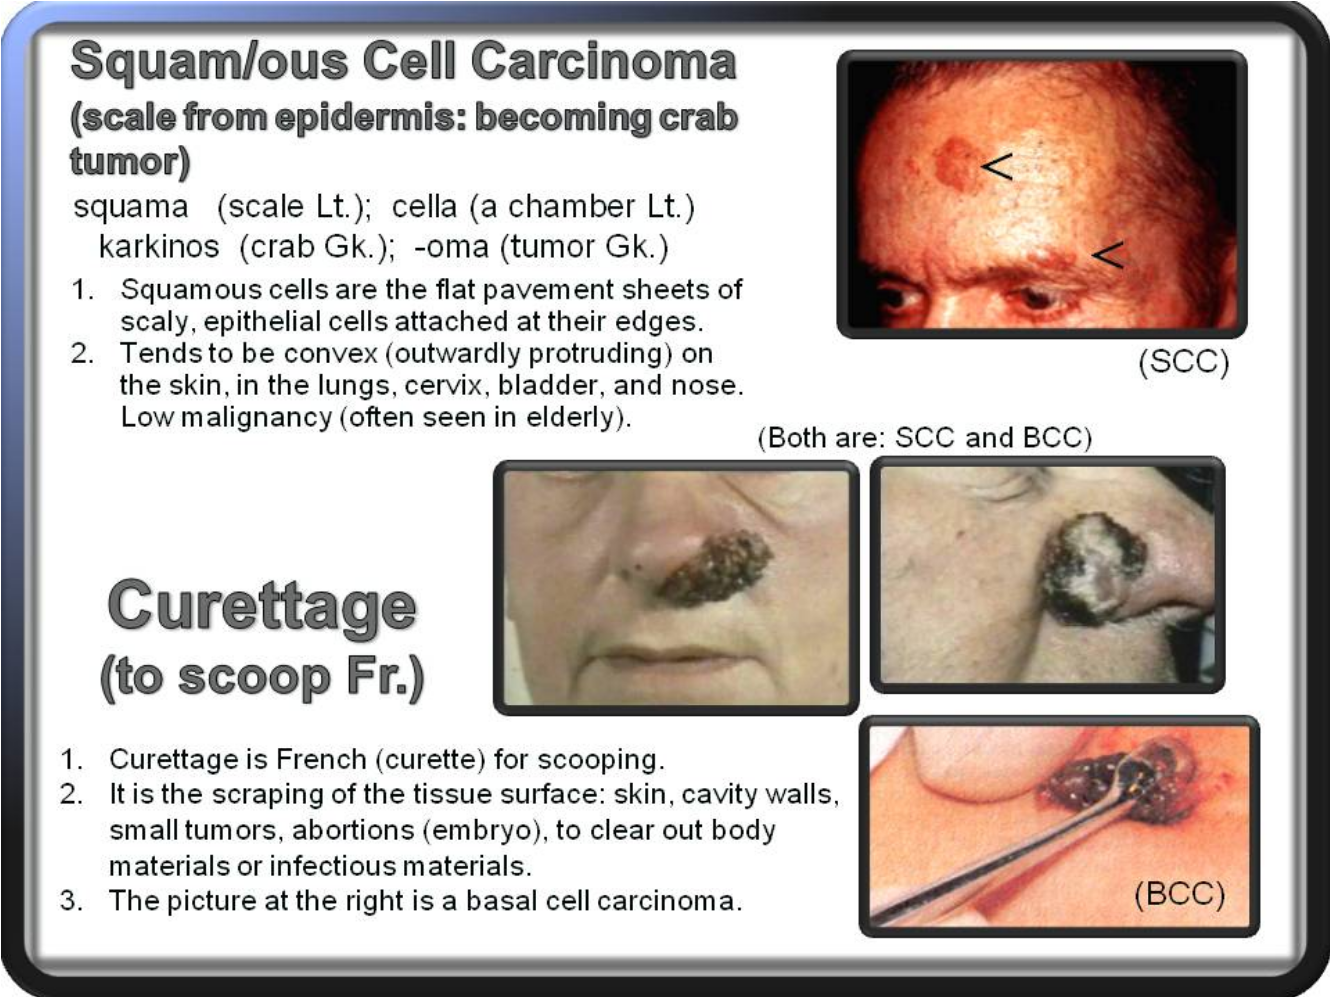 Squam/ous Cell Carcinoma
(scale from epidermis: becoming crab
tumor)
squama (scale Lt.); cella (a chamber Lt.)
karkinos (crab Gk.); -oma (tumor Gk.)
1. Squamous cells are the flat pavement sheets of
scaly, epithelial cells attached at their edges.
2. Tends to be convex (outwardly protruding) on
the skin, in the lungs, cervix, bladder, and nose.
Low malignancy (often seen in elderly).
<
<
(SCC)
(Both are: SCC and BCC)
Curettage
(to scoop Fr.)
1. Curettage is French (curette) for scooping.
2. It is the scraping of the tissue surface: skin, cavity walls,
small tumors, abortions (embryo), to clear out body
materials or infectious materials.
3. The picture at the right is a basal cell carcinoma.
(BCC)